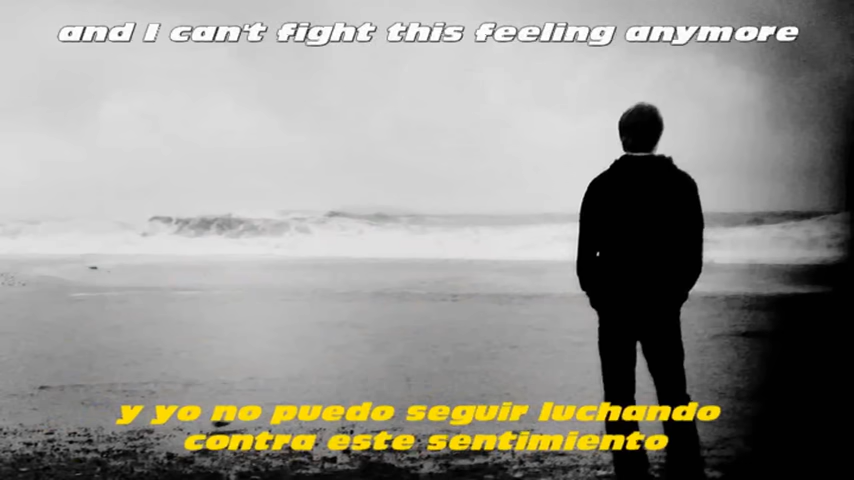 and I can't fight this feeling anymore
y yo no puedo seguir luchando
contra este sentimiento